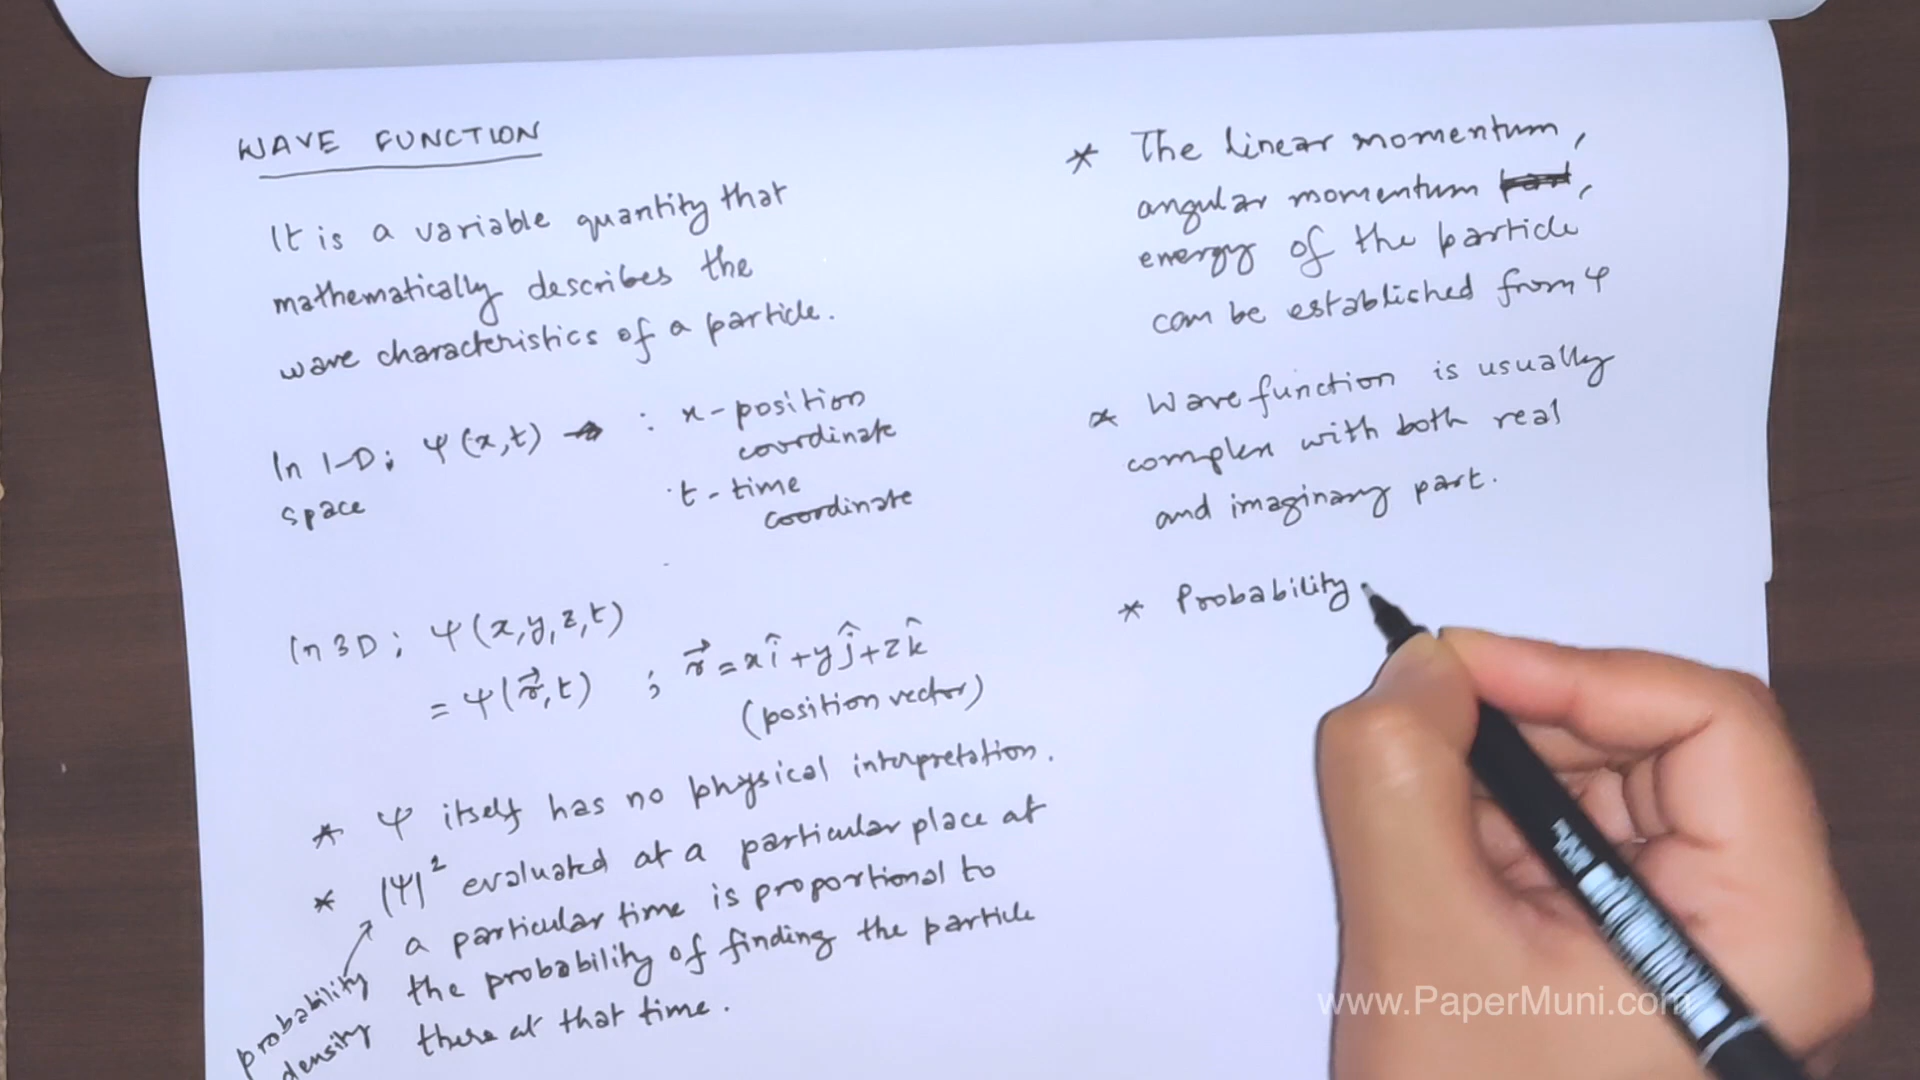 WAVE FUNCTION
It is a variable quantity that
mathematically describes the
wave characteristics of a particle.
In 1-D; ψ(x,t) → : x - position
coordinate
space
t - time
coordinate
In 3D; ψ(x,y,z,t)
= ψ(r⃗,t) ; r⃗ = xî + yĵ + zk̂
(position vector)
* ψ itself has no physical interpretation.
* |ψ|² evaluated at a particular place at
a particular time is proportional to
the probability of finding the particle
there at that time.
probability
density
* The linear momentum,
angular momentum ,
energy of the particle
can be established from ψ
* Wave function is usually
complex with both real
and imaginary part.
* Probability
www.PaperMuni.com